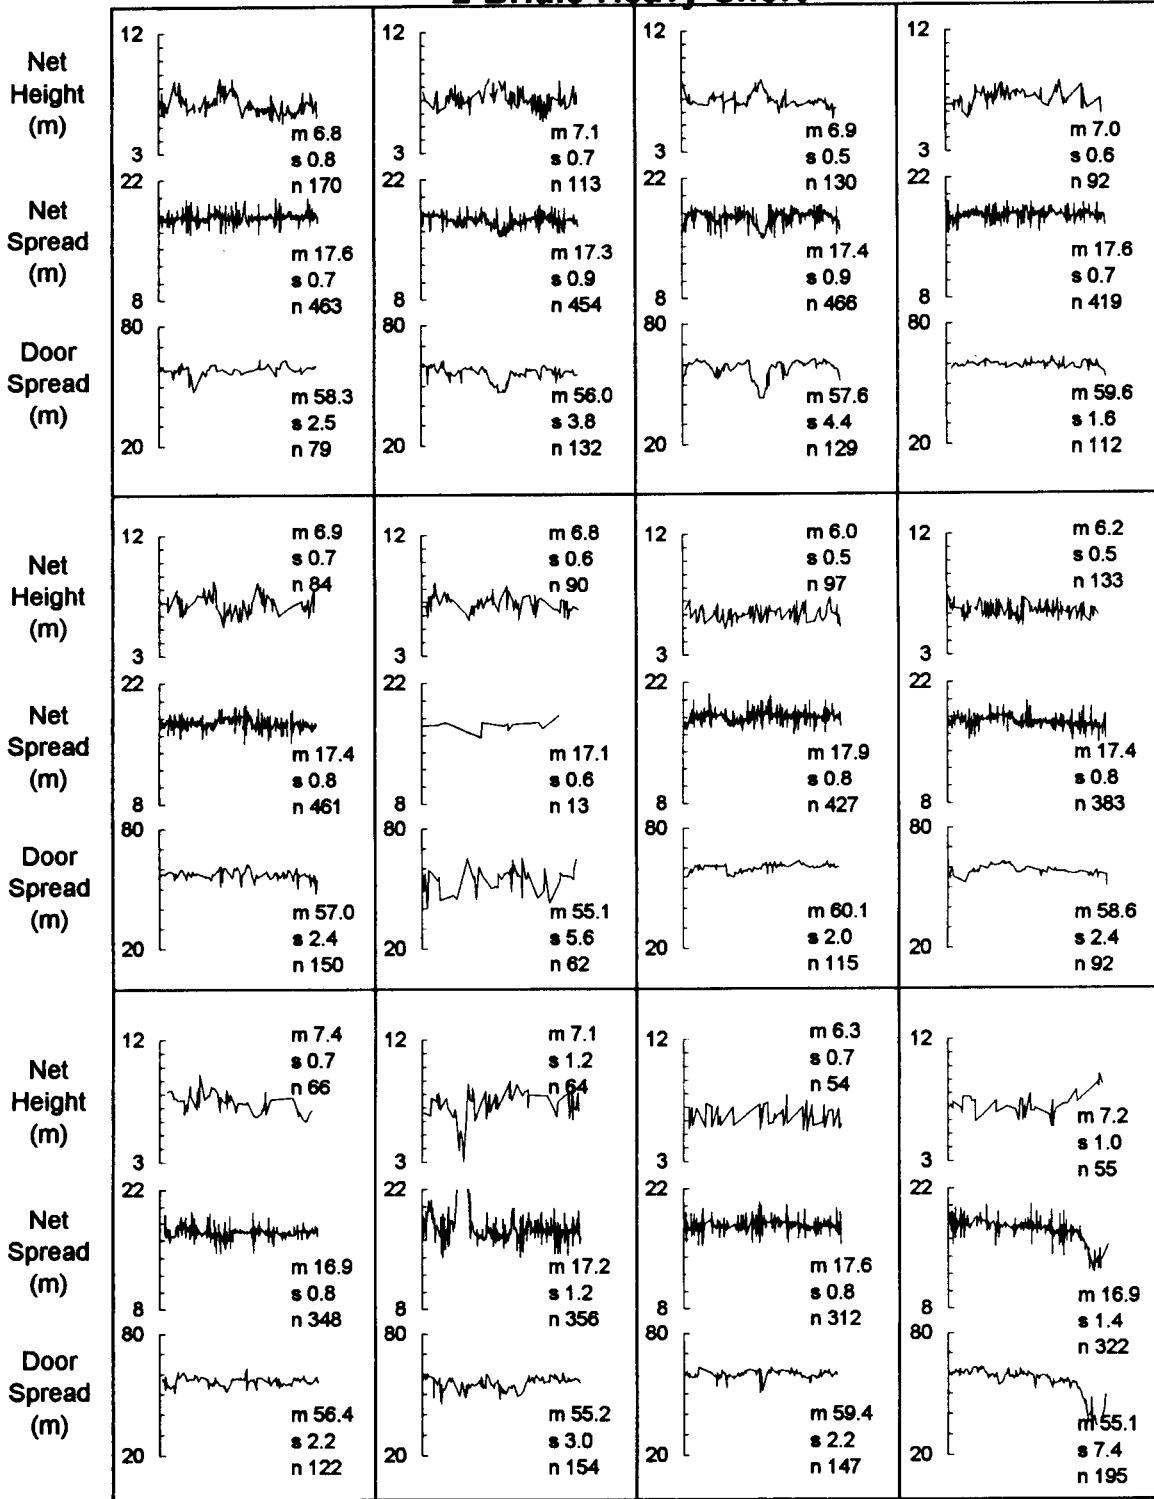 Net
Height
(m)
12
3
m 6.8
s 0.8
n 170
12
3
m 7.1
s 0.7
n 113
12
3
m 6.9
s 0.5
n 130
12
3
m 7.0
s 0.6
n 92
Net
Spread
(m)
22
8
m 17.6
s 0.7
n 463
22
8
m 17.3
s 0.9
n 454
22
8
m 17.4
s 0.9
n 466
22
8
m 17.6
s 0.7
n 419
Door
Spread
(m)
80
20
m 58.3
s 2.5
n 79
80
20
m 56.0
s 3.8
n 132
80
20
m 57.6
s 4.4
n 129
80
20
m 59.6
s 1.6
n 112
Net
Height
(m)
12
3
m 6.9
s 0.7
n 84
12
3
m 6.8
s 0.6
n 90
12
3
m 6.0
s 0.5
n 97
12
3
m 6.2
s 0.5
n 133
Net
Spread
(m)
22
8
m 17.4
s 0.8
n 461
22
8
m 17.1
s 0.6
n 13
22
8
m 17.9
s 0.8
n 427
22
8
m 17.4
s 0.8
n 383
Door
Spread
(m)
80
20
m 57.0
s 2.4
n 150
80
20
m 55.1
s 5.6
n 62
80
20
m 60.1
s 2.0
n 115
80
20
m 58.6
s 2.4
n 92
Net
Height
(m)
12
3
m 7.4
s 0.7
n 66
12
3
m 7.1
s 1.2
n 64
12
3
m 6.3
s 0.7
n 54
12
3
m 7.2
s 1.0
n 55
Net
Spread
(m)
22
8
m 16.9
s 0.8
n 348
22
8
m 17.2
s 1.2
n 356
22
8
m 17.6
s 0.8
n 312
22
8
m 16.9
s 1.4
n 322
Door
Spread
(m)
80
20
m 56.4
s 2.2
n 122
80
20
m 55.2
s 3.0
n 154
80
20
m 59.4
s 2.2
n 147
80
20
m 55.1
s 7.4
n 195